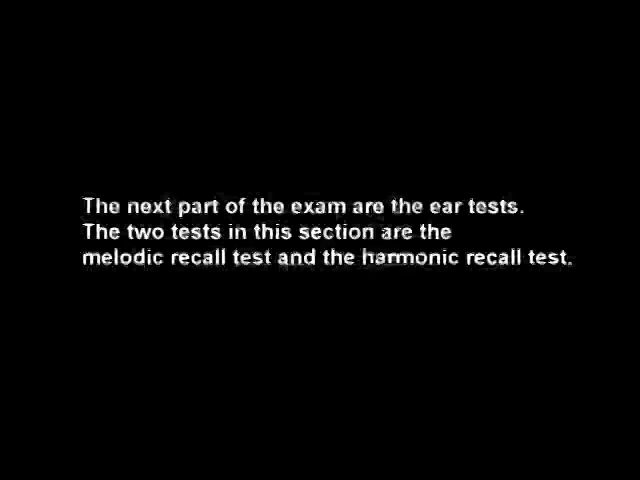 The next part of the exam are the ear tests.
The two tests in this section are the
melodic recall test and the harmonic recall test.